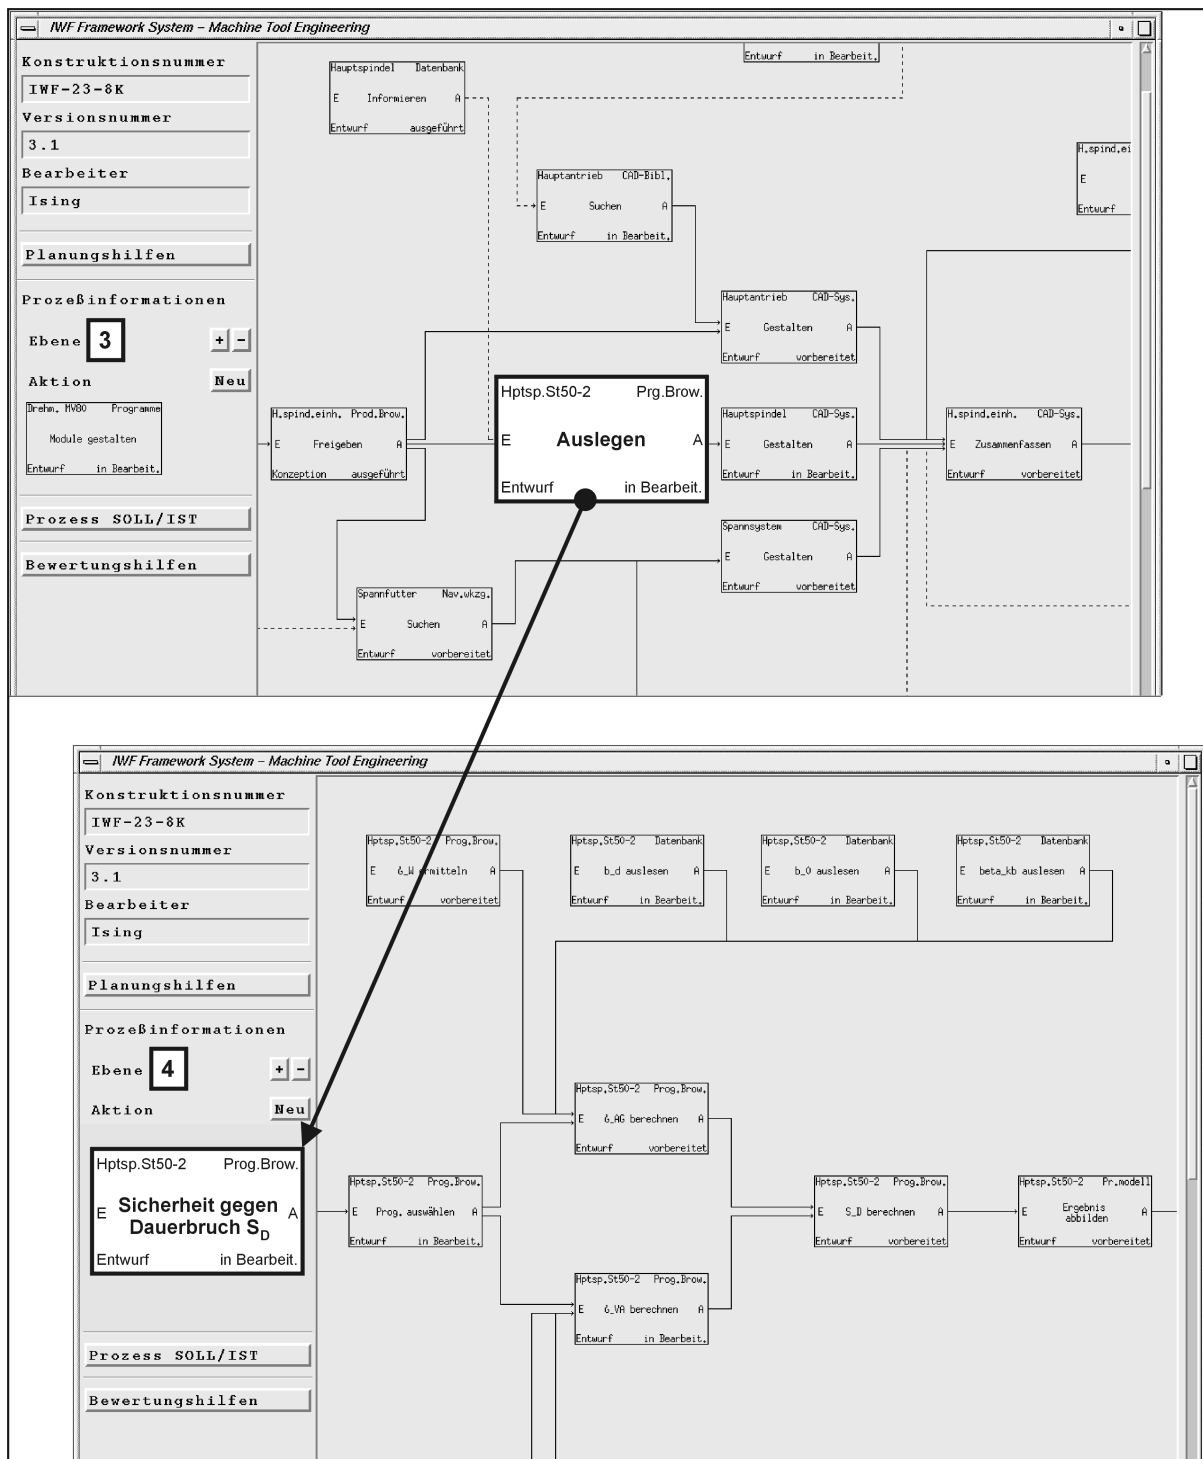 IWF Framework System – Machine Tool Engineering
Konstruktionsnummer
IWF-23-8K
Versionsnummer
3.1
Bearbeiter
Ising
Planungshilfen
Prozeßinformationen
Ebene 3 + -
Aktion Neu
Drehm. MV80 Programme
Module gestalten
Entwurf in Bearbeit.
Prozess SOLL/IST
Bewertungshilfen
Entwurf in Bearbeit.
Hauptspindel Datenbank
E Informieren A
Entwurf ausgeführt
H.spind.ei
E
Entwurf
Hauptantrieb CAD-Bibl.
E Suchen A
Entwurf in Bearbeit.
Hauptantrieb CAD-Sys.
E Gestalten A
Entwurf vorbereitet
H.spind.einh. Prod.Brow.
E Freigeben A
Konzeption ausgeführt
Hptsp.St50-2 Prg.Brow.
E Auslegen A
Entwurf in Bearbeit.
Hauptspindel CAD-Sys.
E Gestalten A
Entwurf in Bearbeit.
H.spind.einh. CAD-Sys.
E Zusammenfassen A
Entwurf vorbereitet
Spannsystem CAD-Sys.
E Gestalten A
Entwurf vorbereitet
Spannfutter Nav.wkzg.
E Suchen A
Entwurf vorbereitet
IWF Framework System – Machine Tool Engineering
Konstruktionsnummer
IWF-23-8K
Versionsnummer
3.1
Bearbeiter
Ising
Planungshilfen
Prozeßinformationen
Ebene 4 + -
Aktion Neu
Hptsp.St50-2 Prog.Brow.
E Sicherheit gegen A
Dauerbruch S_D
Entwurf in Bearbeit.
Prozess SOLL/IST
Bewertungshilfen
Hptsp.St50-2 Prog.Brow.
E 6_W ermitteln A
Entwurf vorbereitet
Hptsp.St50-2 Datenbank
E b_d auslesen A
Entwurf in Bearbeit.
Hptsp.St50-2 Datenbank
E b_0 auslesen A
Entwurf in Bearbeit.
Hptsp.St50-2 Datenbank
E beta_kb auslesen A
Entwurf in Bearbeit.
Hptsp.St50-2 Prog.Brow.
E 6_AG berechnen A
Entwurf vorbereitet
Hptsp.St50-2 Prog.Brow.
E Prog. auswählen A
Entwurf in Bearbeit.
Hptsp.St50-2 Prog.Brow.
E S_D berechnen A
Entwurf vorbereitet
Hptsp.St50-2 Pr.modell
E Ergebnis A
abbilden
Entwurf vorbereitet
Hptsp.St50-2 Prog.Brow.
E 6_VA berechnen A
Entwurf in Bearbeit.